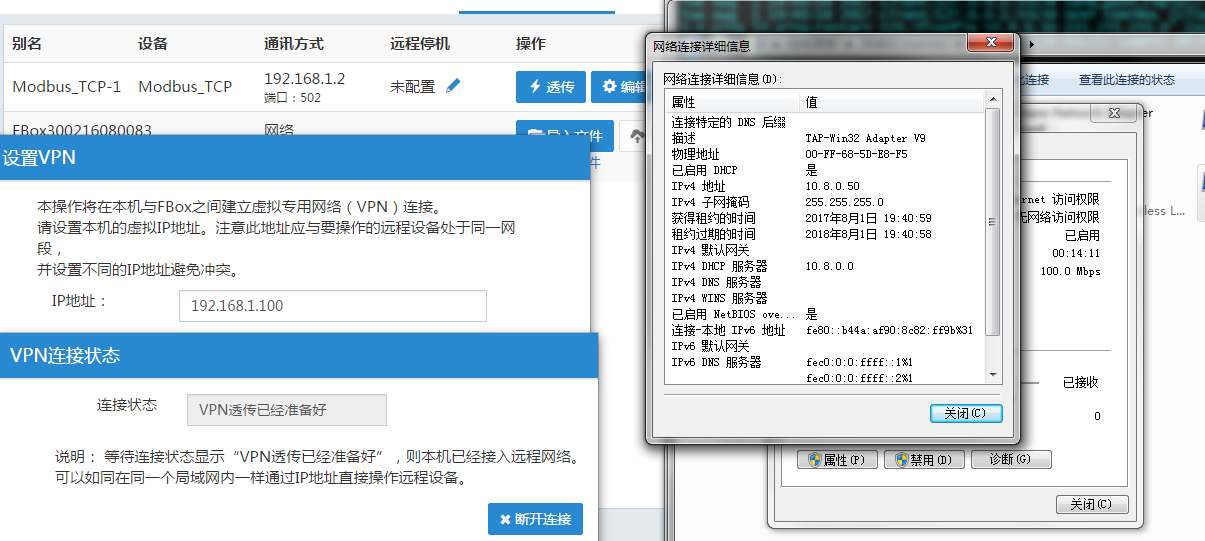 别名 设备 通讯方式 远程停机 操作
Modbus_TCP-1 Modbus_TCP 192.168.1.2 未配置 透传 编辑
端口：502
FBox300216080083 网络 导入文件
件
设置VPN
本操作将在本机与FBox之间建立虚拟专用网络（VPN）连接。
请设置本机的虚拟IP地址。注意此地址应与要操作的远程设备处于同一网
段，
并设置不同的IP地址避免冲突。
IP地址： 192.168.1.100
VPN连接状态
连接状态 VPN透传已经准备好
说明： 等待连接状态显示“VPN透传已经准备好”，则本机已经接入远程网络。
可以如同在同一个局域网内一样通过IP地址直接操作远程设备。
断开连接
网络连接详细信息
网络连接详细信息(D):
属性 值
连接特定的 DNS 后缀
描述 TAP-Win32 Adapter V9
物理地址 00-FF-68-5D-E8-F5
已启用 DHCP 是
IPv4 地址 10.8.0.50
IPv4 子网掩码 255.255.255.0
获得租约的时间 2017年8月1日 19:40:59
租约过期的时间 2018年8月1日 19:40:58
IPv4 默认网关
IPv4 DHCP 服务器 10.8.0.0
IPv4 DNS 服务器
IPv4 WINS 服务器
已启用 NetBIOS ove... 是
连接-本地 IPv6 地址 fe80::b44a:af90:8c82:ff9b%31
IPv6 默认网关
IPv6 DNS 服务器 fec0:0:0:ffff::1%1
fec0:0:0:ffff::2%1
关闭(C)
此连接 查看此连接的状态
er
rnet 访问权限
无网络访问权限
less L...
已启用
00:14:11
100.0 Mbps
已接收
0
属性(P) 禁用(D) 诊断(G)
关闭(C)